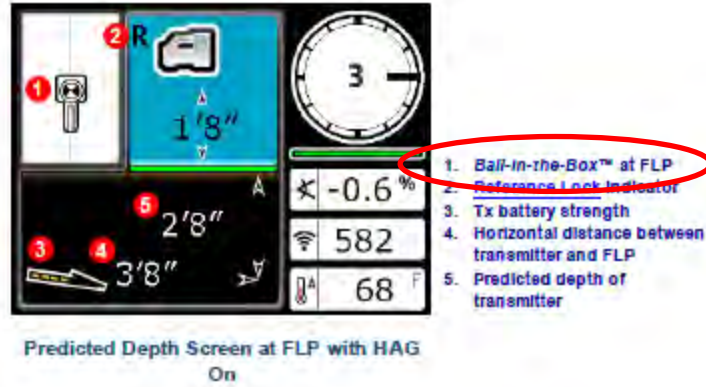 1
2 R
1'8"
3
5
2'8"
3 4
3'8"
-0.6 %
582
A 68 F
1. Ball-in-the-Box™ at FLP
2. Reference Lock Indicator
3. Tx battery strength
4. Horizontal distance between
transmitter and FLP
5. Predicted depth of
transmitter
Predicted Depth Screen at FLP with HAG
On